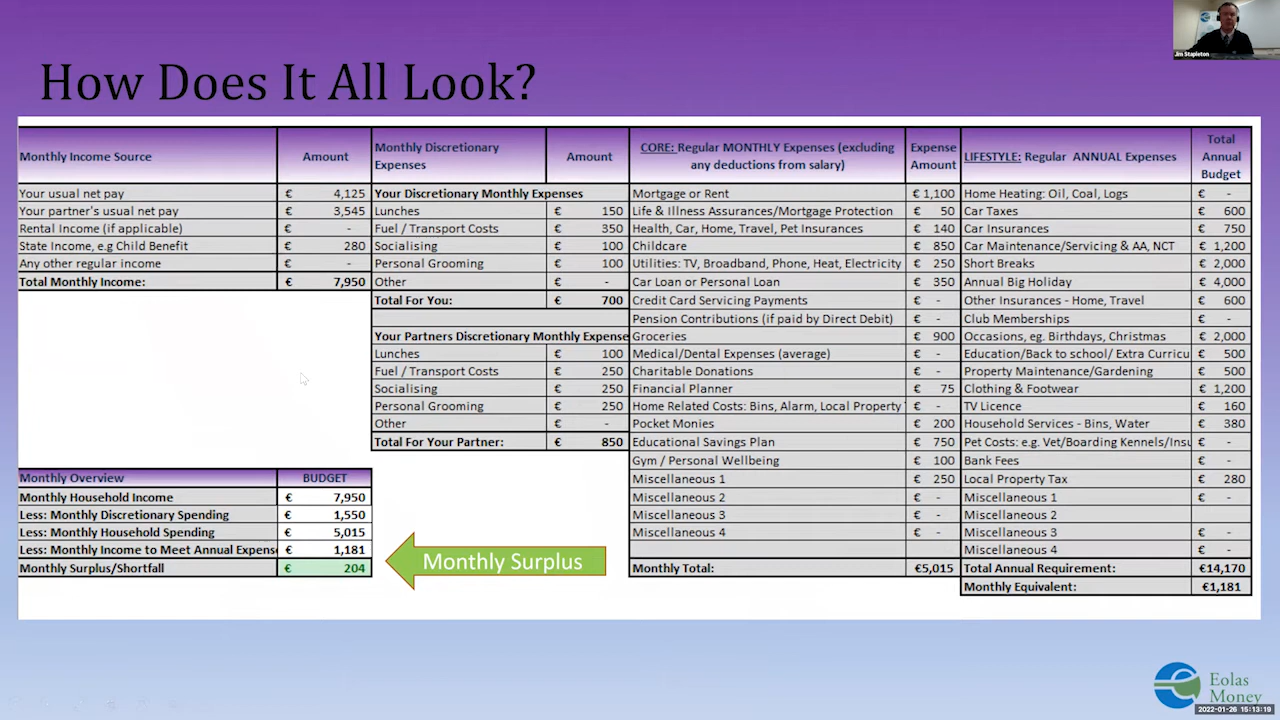 Jim Stapleton
How Does It All Look?
Monthly Income Source Amount
Your usual net pay € 4,125
Your partner's usual net pay € 3,545
Rental Income (if applicable) € -
State Income, e.g Child Benefit € 280
Any other regular income € -
Total Monthly Income: € 7,950
Monthly Discretionary Expenses Amount
Your Discretionary Monthly Expenses
Lunches € 150
Fuel / Transport Costs € 350
Socialising € 100
Personal Grooming € 100
Other € -
Total For You: € 700
Your Partners Discretionary Monthly Expense
Lunches € 100
Fuel / Transport Costs € 250
Socialising € 250
Personal Grooming € 250
Other € -
Total For Your Partner: € 850
CORE: Regular MONTHLY Expenses (excluding any deductions from salary) Expense Amount
Mortgage or Rent € 1,100
Life & Illness Assurances/Mortgage Protection € 50
Health, Car, Home, Travel, Pet Insurances € 140
Childcare € 850
Utilities: TV, Broadband, Phone, Heat, Electricity € 250
Car Loan or Personal Loan € 350
Credit Card Servicing Payments € -
Pension Contributions (if paid by Direct Debit) € -
Groceries € 900
Medical/Dental Expenses (average) € -
Charitable Donations € -
Financial Planner € 75
Home Related Costs: Bins, Alarm, Local Property € -
Pocket Monies € 200
Educational Savings Plan € 750
Gym / Personal Wellbeing € 100
Miscellaneous 1 € 250
Miscellaneous 2 € -
Miscellaneous 3 € -
Miscellaneous 4 € -
Monthly Total: €5,015
LIFESTYLE: Regular ANNUAL Expenses Total Annual Budget
Home Heating: Oil, Coal, Logs € -
Car Taxes € 600
Car Insurances € 750
Car Maintenance/Servicing & AA, NCT € 1,200
Short Breaks € 2,000
Annual Big Holiday € 4,000
Other Insurances - Home, Travel € 600
Club Memberships € -
Occasions, eg. Birthdays, Christmas € 2,000
Education/Back to school/ Extra Curricu € 500
Property Maintenance/Gardening € 500
Clothing & Footwear € 1,200
TV Licence € 160
Household Services - Bins, Water € 380
Pet Costs: e.g. Vet/Boarding Kennels/Insu € -
Bank Fees € -
Local Property Tax € 280
Miscellaneous 1 € -
Miscellaneous 2
Miscellaneous 3 € -
Miscellaneous 4 € -
Total Annual Requirement: €14,170
Monthly Equivalent: €1,181
Monthly Overview BUDGET
Monthly Household Income € 7,950
Less: Monthly Discretionary Spending € 1,550
Less: Monthly Household Spending € 5,015
Less: Monthly Income to Meet Annual Expens € 1,181
Monthly Surplus/Shortfall € 204
Monthly Surplus
Eolas
Money
2022-01-26 15:13:19